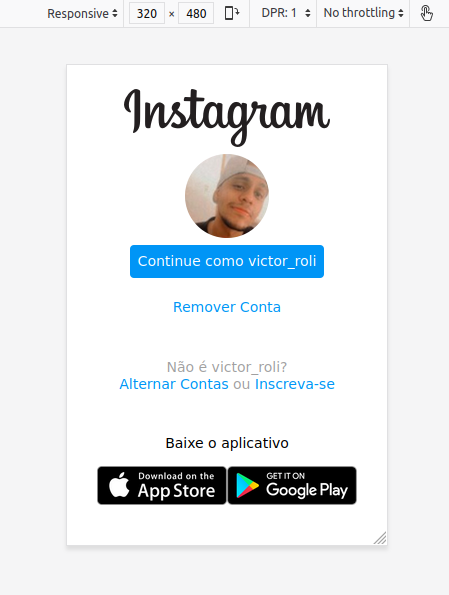 Responsive 320 × 480 DPR: 1 No throttling
Instagram
Continue como victor_roli
Remover Conta
Não é victor_roli?
Alternar Contas ou Inscreva-se
Baixe o aplicativo
Download on the
App Store
GET IT ON
Google Play